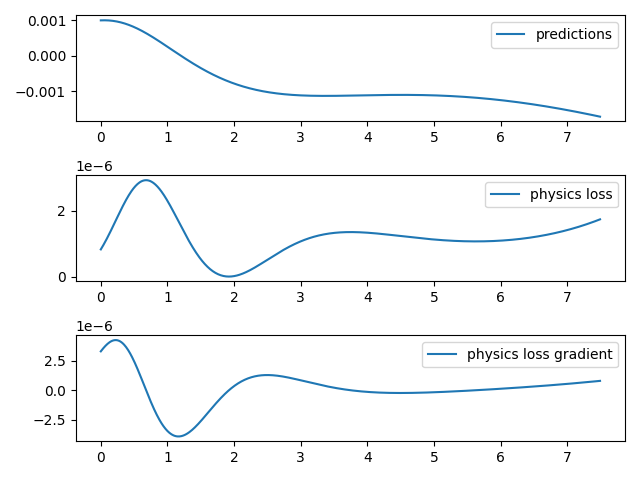 0.001
0.000
−0.001
predictions
0 1 2 3 4 5 6 7
1e−6
2
0
physics loss
0 1 2 3 4 5 6 7
1e−6
2.5
0.0
−2.5
physics loss gradient
0 1 2 3 4 5 6 7